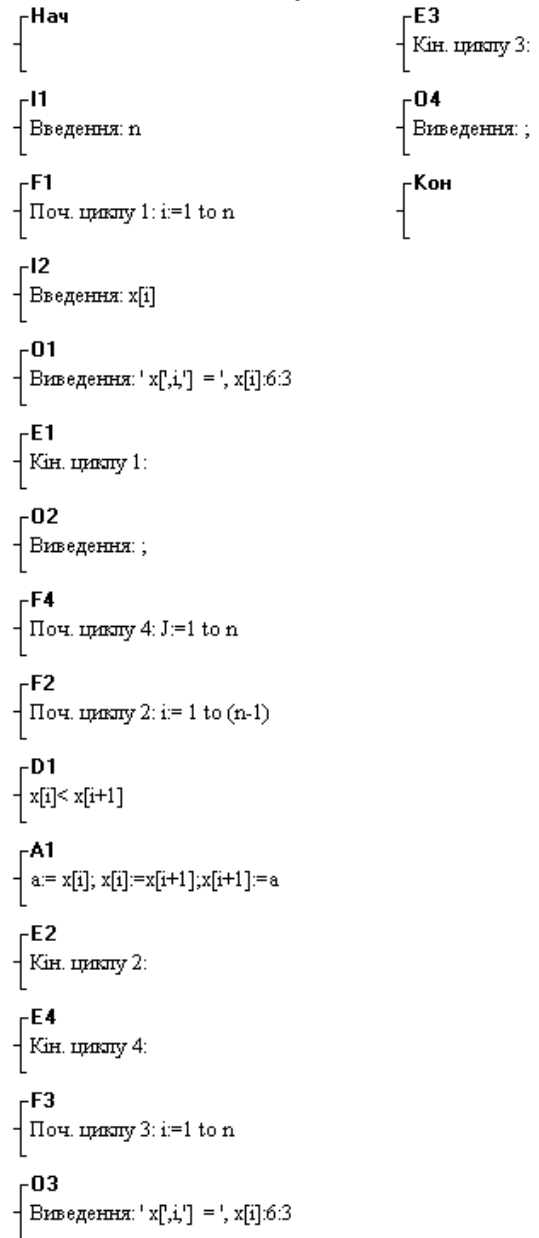 Нач
I1
Введення: n
F1
Поч. циклу 1: i:=1 to n
I2
Введення: x[i]
O1
Виведення: ' x[',i,'] = ', x[i]:6:3
E1
Кін. циклу 1:
O2
Виведення: ;
F4
Поч. циклу 4: J:=1 to n
F2
Поч. циклу 2: i:= 1 to (n-1)
D1
x[i]< x[i+1]
A1
a:= x[i]; x[i]:=x[i+1];x[i+1]:=a
E2
Кін. циклу 2:
E4
Кін. циклу 4:
F3
Поч. циклу 3: i:=1 to n
O3
Виведення: ' x[',i,'] = ', x[i]:6:3
E3
Кін. циклу 3:
O4
Виведення: ;
Кон